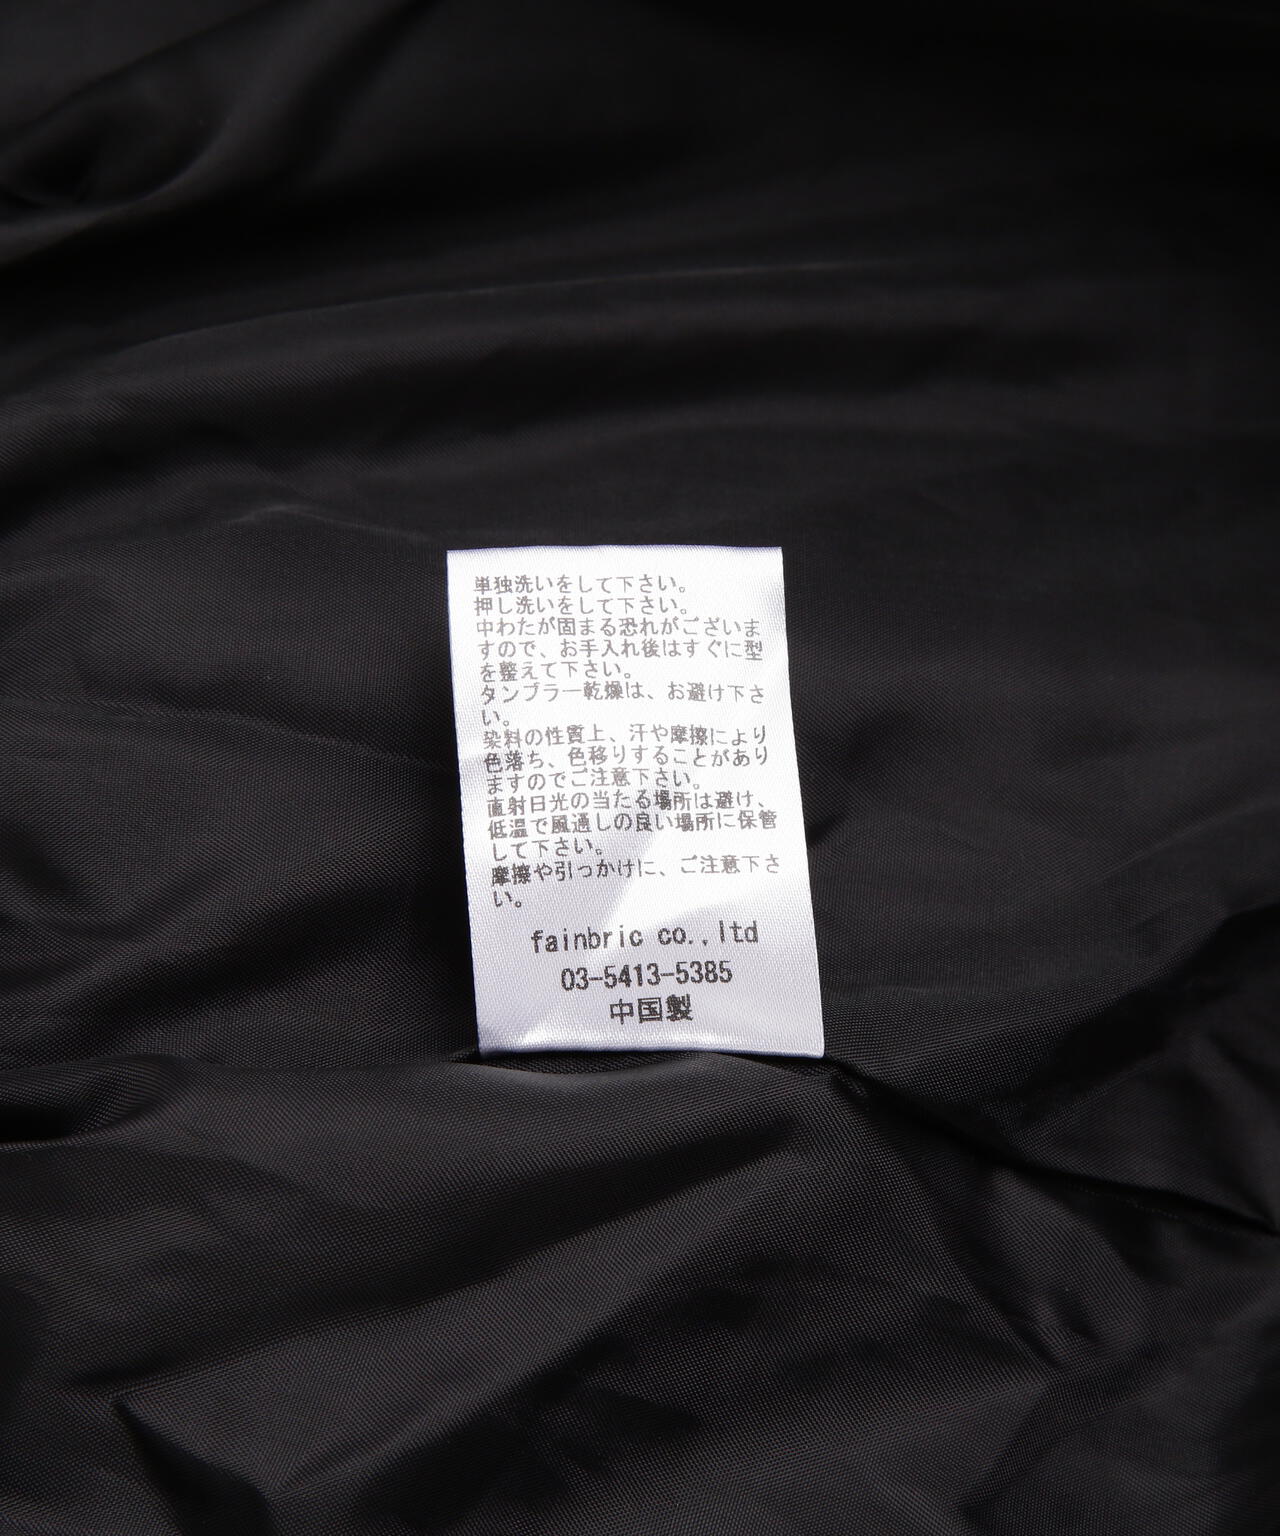 単独洗いをして下さい。
押し洗いをして下さい。
中わたが固まる恐れがございま
すので、お手入れ後はすぐに型
を整えて下さい。
タンブラー乾燥は、お避け下さ
い。
染料の性質上、汗や摩擦により
色落ち、色移りすることがあり
ますのでご注意下さい。
直射日光の当たる場所は避け、
低温で風通しの良い場所に保管
して下さい。
摩擦や引っかけに、ご注意下さ
い。
fainbric co.,ltd
03-5413-5385
中国製